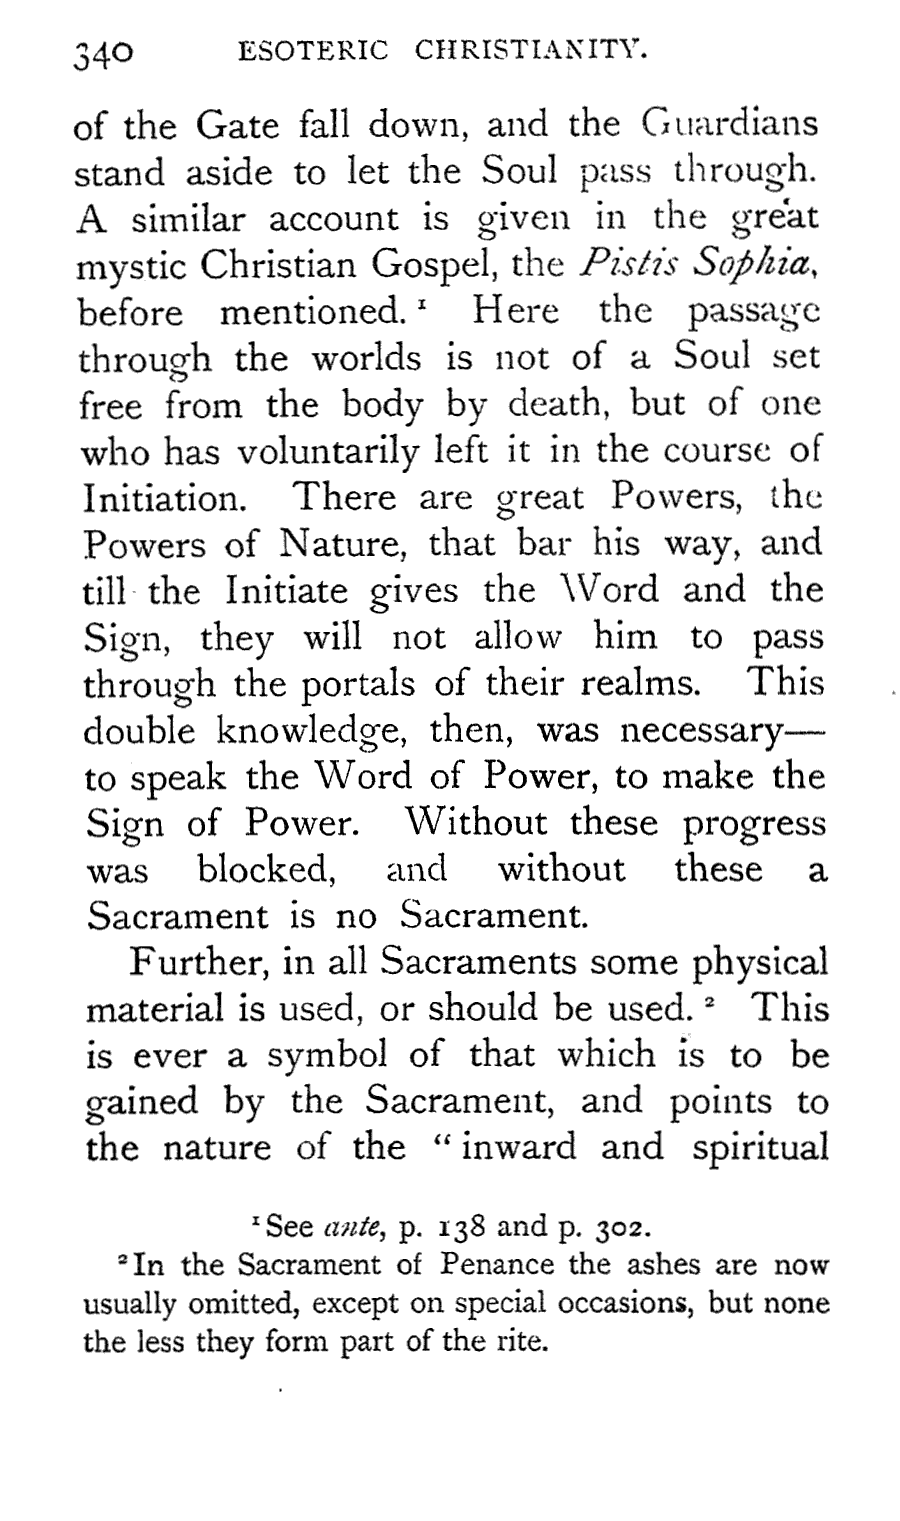 340 ESOTERIC CHRISTIANITY.
of the Gate fall down, and the Guardians
stand aside to let the Soul pass through.
A similar account is given in the great
mystic Christian Gospel, the Pistis Sophia,
before mentioned. ¹ Here the passage
through the worlds is not of a Soul set
free from the body by death, but of one
who has voluntarily left it in the course of
Initiation. There are great Powers, the
Powers of Nature, that bar his way, and
till the Initiate gives the Word and the
Sign, they will not allow him to pass
through the portals of their realms. This
double knowledge, then, was necessary—
to speak the Word of Power, to make the
Sign of Power. Without these progress
was blocked, and without these a
Sacrament is no Sacrament.
Further, in all Sacraments some physical
material is used, or should be used. ² This
is ever a symbol of that which is to be
gained by the Sacrament, and points to
the nature of the “ inward and spiritual
¹ See ante, p. 138 and p. 302.
² In the Sacrament of Penance the ashes are now
usually omitted, except on special occasions, but none
the less they form part of the rite.